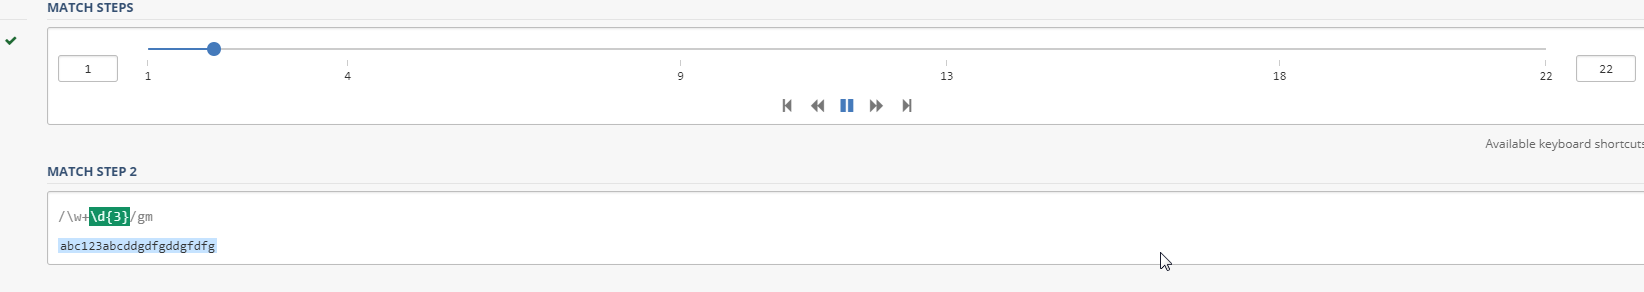 MATCH STEPS
1
1 4 9 13 18 22
22
Available keyboard shortcuts
MATCH STEP 2
/\w+\d{3}/gm
abc123abcddgdfgddgfdfg